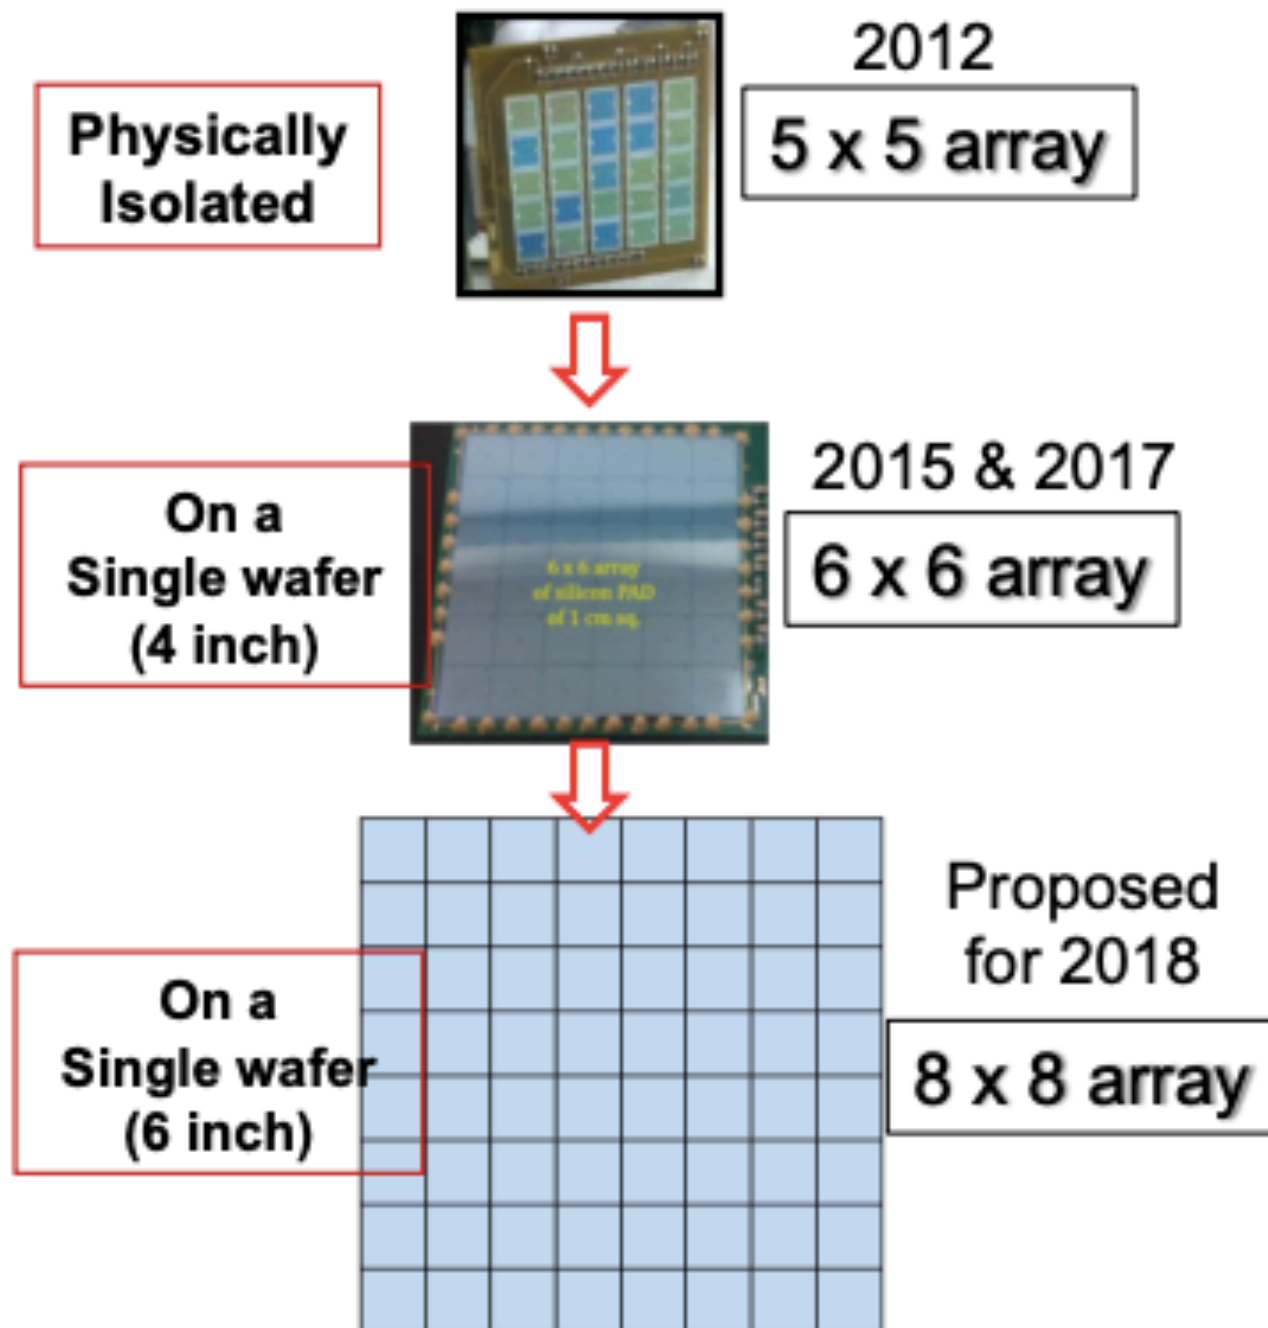 2012
Physically
Isolated
5 x 5 array
2015 & 2017
On a
Single wafer
(4 inch)
6 x 6 array
6 x 6 array
of silicon PAD
of 1 cm sq.
Proposed
for 2018
On a
Single wafer
(6 inch)
8 x 8 array